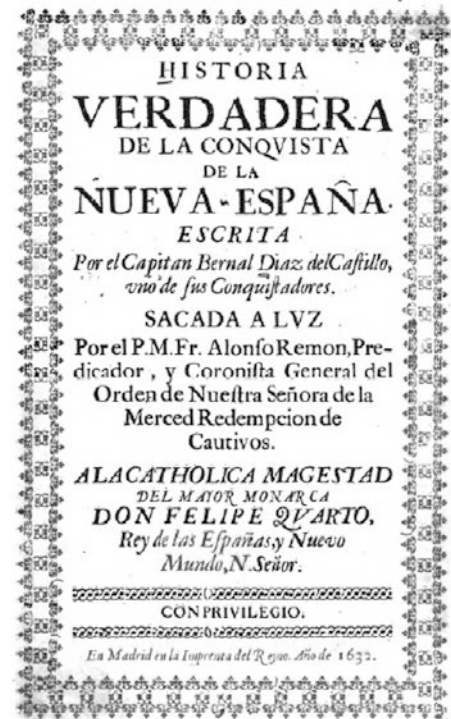 HISTORIA
VERDADERA
DE LA CONQVISTA
DE LA
NUEVA-ESPAÑA.
ESCRITA
Por el Capitan Bernal Diaz del Caſtillo,
vno de ſus Conquiſtadores.
SACADA A LVZ
Por el P.M.Fr. Alonſo Remon, Pre-
dicador, y Coroniſta General del
Orden de Nueſtra Señora de la
Merced Redempcion de
Cautivos.
A LA CATHOLICA MAGESTAD
DEL MAYOR MONARCA
DON FELIPE QVARTO,
Rey de las Eſpañas, y Nuevo
Mundo, N. Señor.
CON PRIVILEGIO.
En Madrid en la Imprenta del Reyno. Año de 1632.